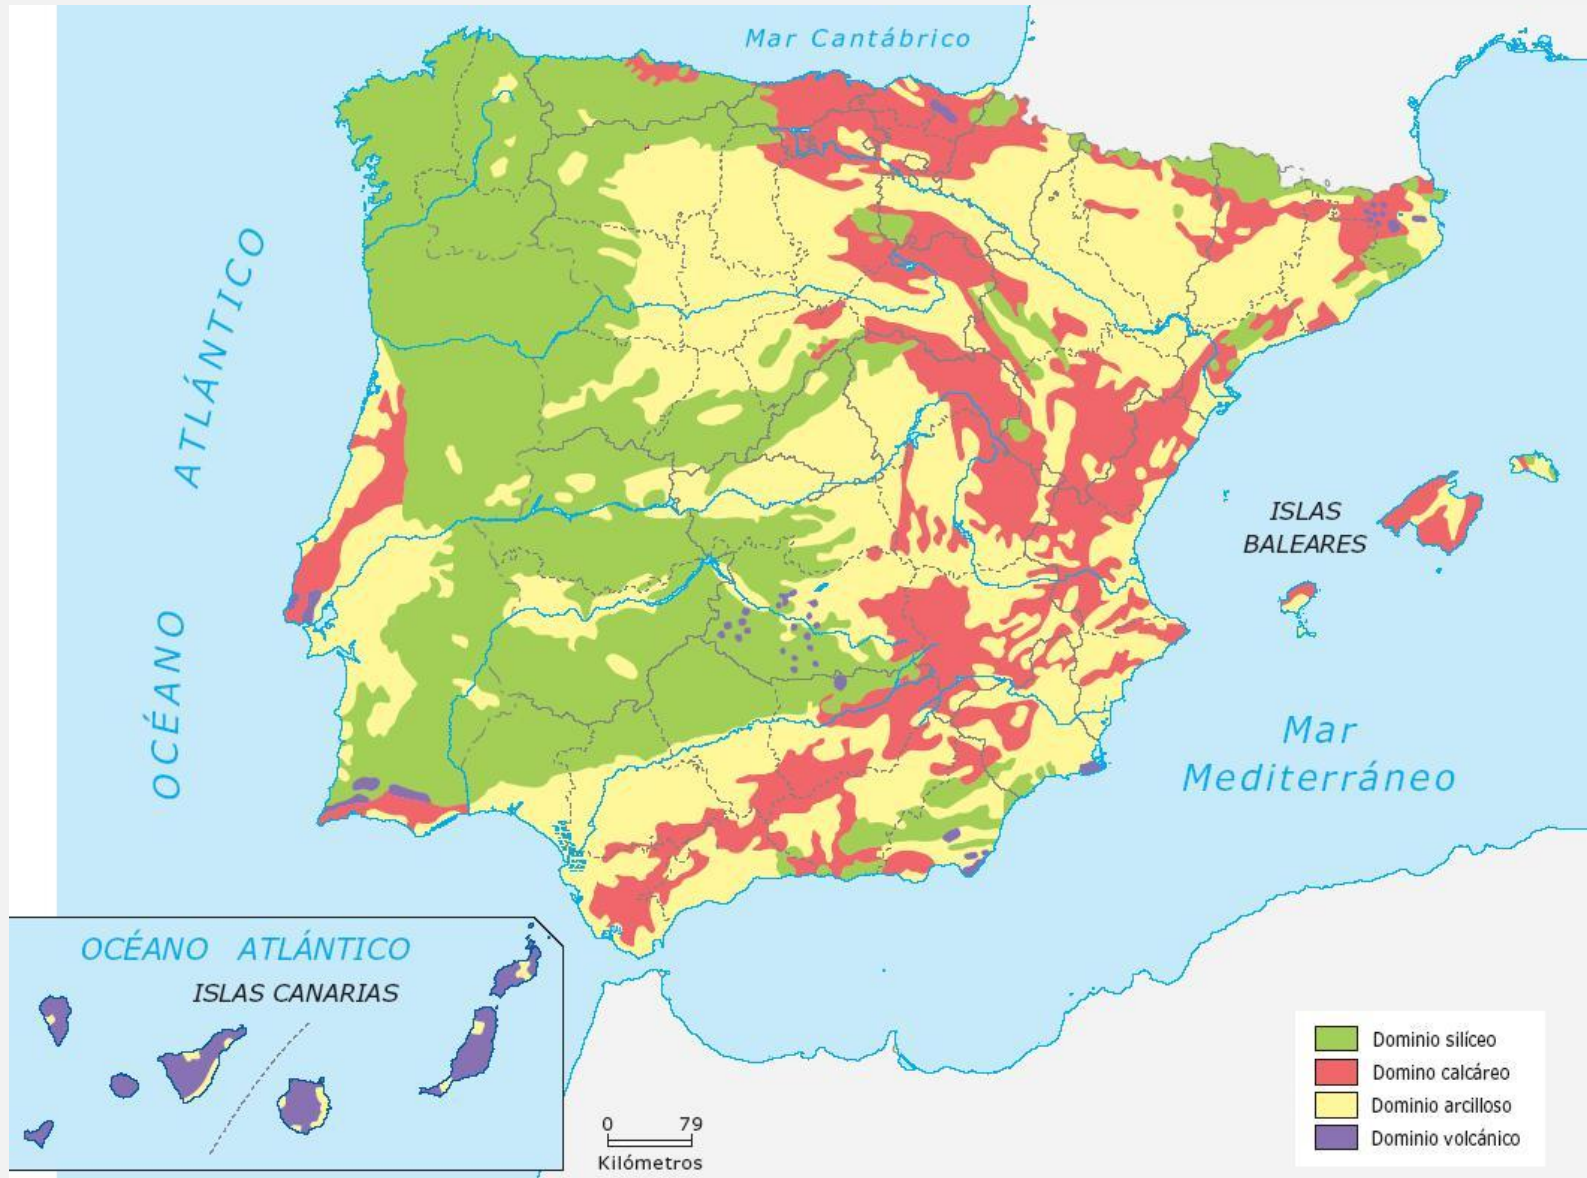 Mar Cantábrico
OCÉANO ATLÁNTICO
ISLAS
BALEARES
Mar
Mediterráneo
OCÉANO ATLÁNTICO
ISLAS CANARIAS
0 79
Kilómetros
Dominio silíceo
Domino calcáreo
Dominio arcilloso
Dominio volcánico